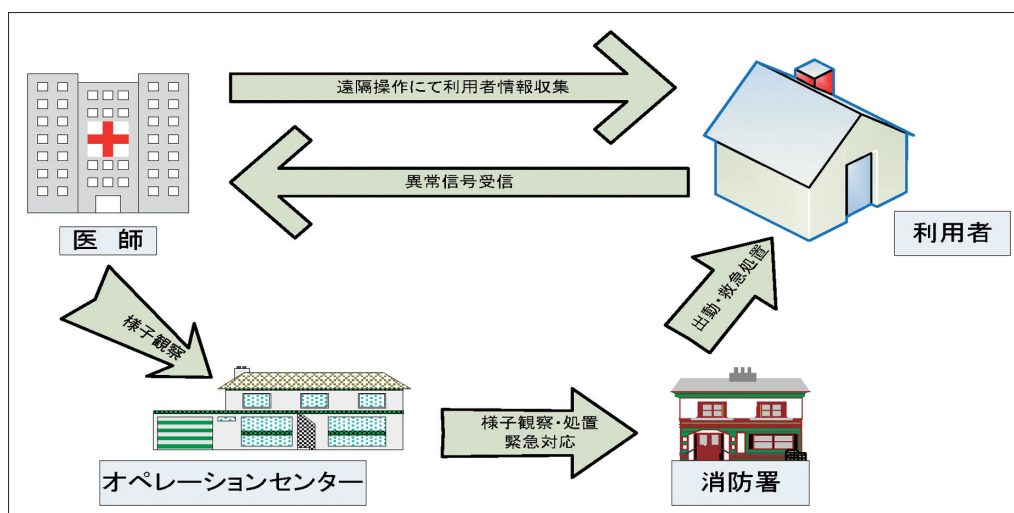 遠隔操作にて利用者情報収集
異常信号受信
医 師
利用者
様子観察
出動・救急処置
様子観察・処置
緊急対応
オペレーションセンター
消防署